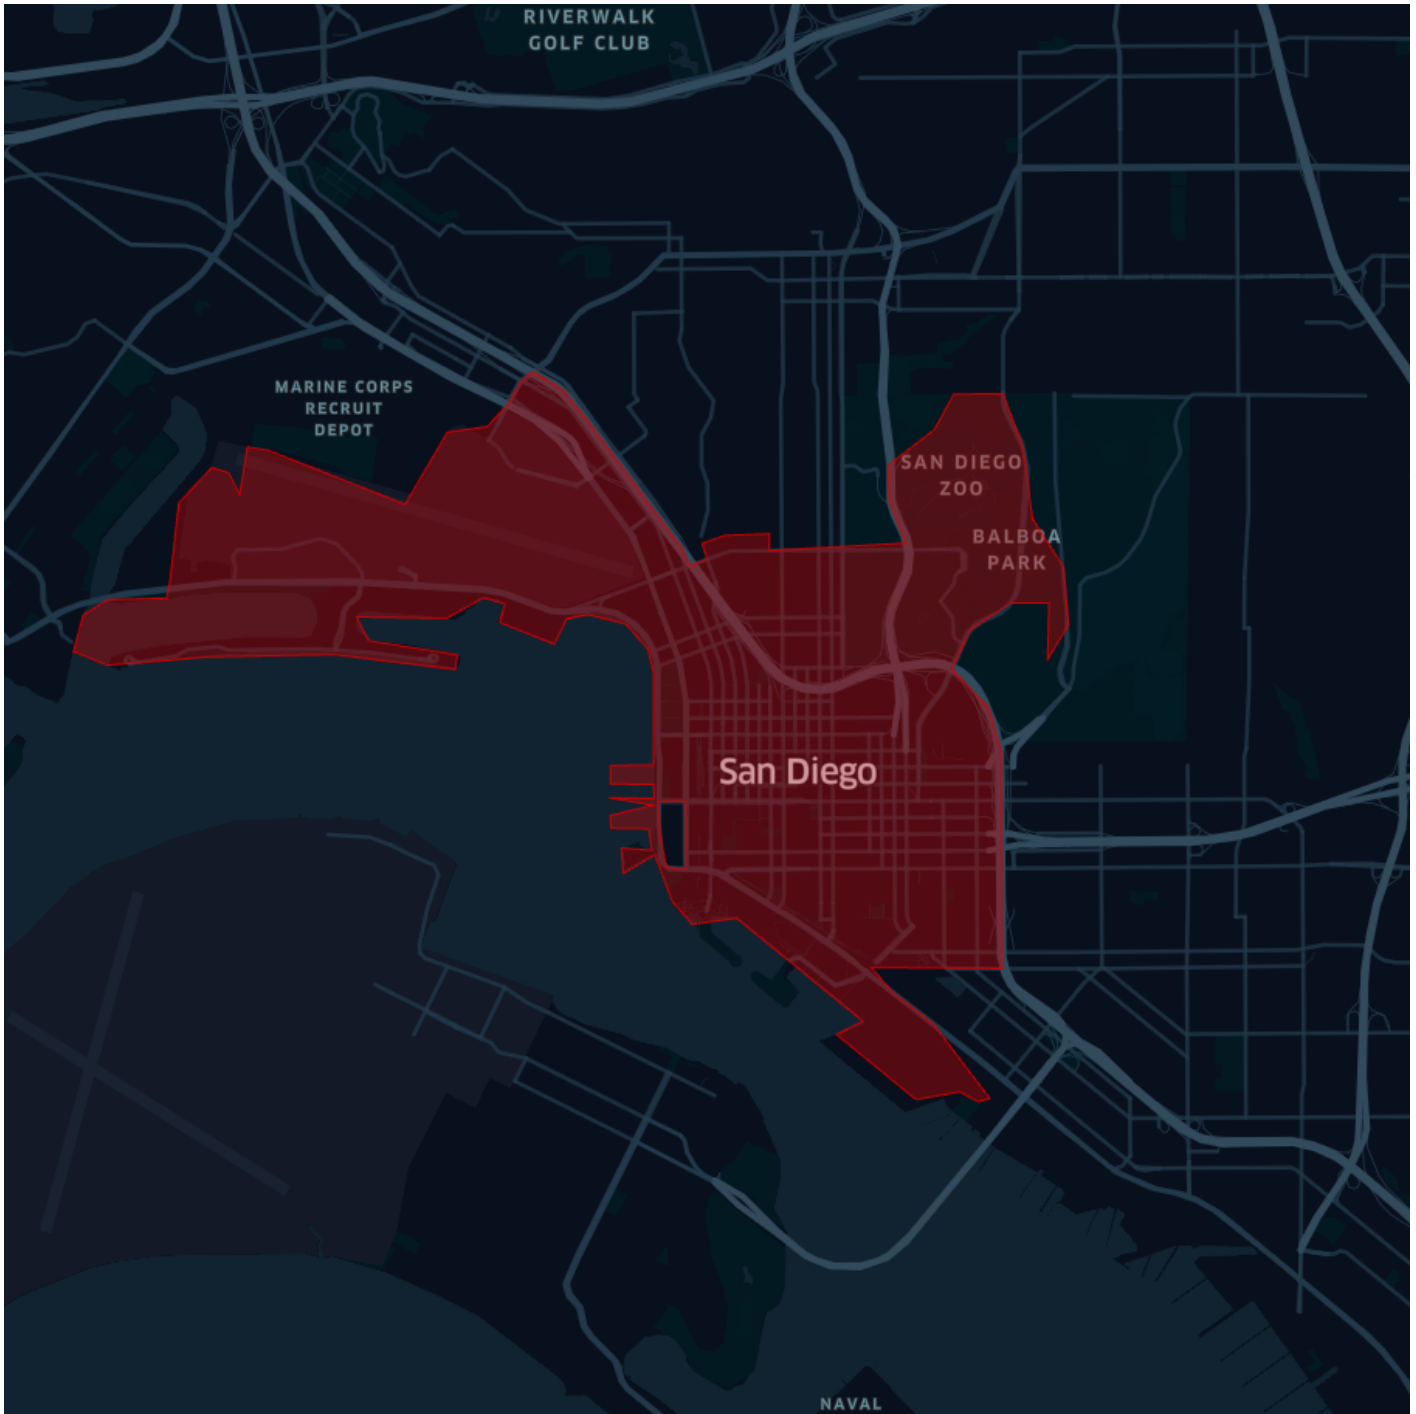 RIVERWALK
GOLF CLUB
MARINE CORPS
RECRUIT
DEPOT
SAN DIEGO
ZOO
BALBOA
PARK
San Diego
NAVAL